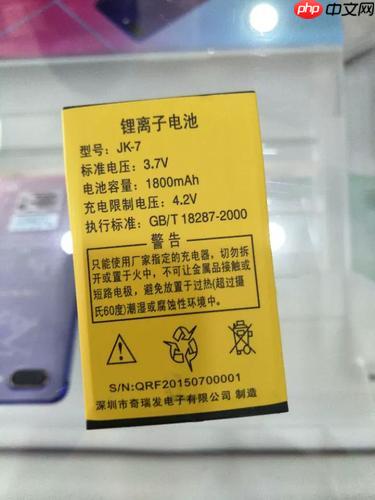 php 中文网
锂离子电池
型号：JK-7
标准电压：3.7V
电池容量：1800mAh
充电限制电压：4.2V
执行标准：GB/T 18287-2000
警告
只能使用厂家指定的充电器，切勿拆
开或置于火中，不可让金属品接触或
短路电极，避免放置于过热(超过摄
氏60度)潮湿或腐蚀性环境中。
S/N:QRF20150700001
深圳市奇瑞发电子有限公司 制造